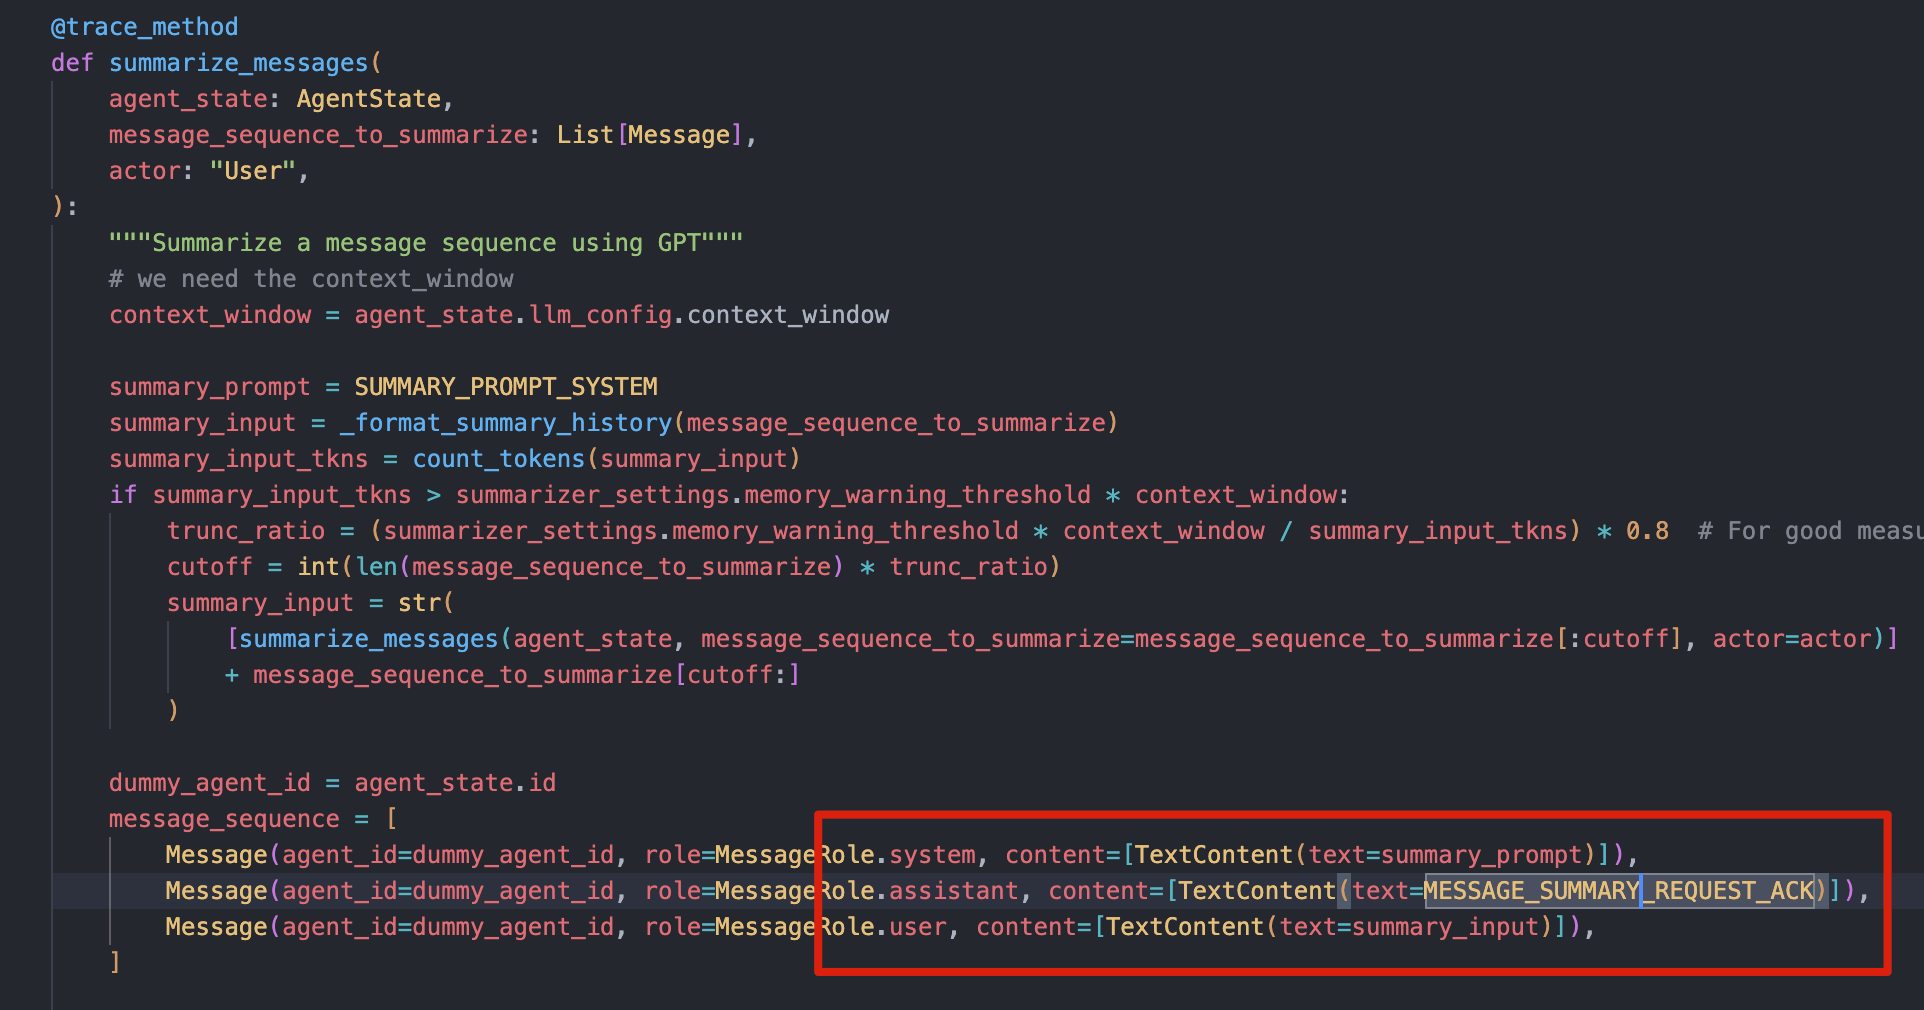 @trace_method
def summarize_messages(
    agent_state: AgentState,
    message_sequence_to_summarize: List[Message],
    actor: "User",
):
    """Summarize a message sequence using GPT"""
    # we need the context_window
    context_window = agent_state.llm_config.context_window
    summary_prompt = SUMMARY_PROMPT_SYSTEM
    summary_input = _format_summary_history(message_sequence_to_summarize)
    summary_input_tkns = count_tokens(summary_input)
    if summary_input_tkns > summarizer_settings.memory_warning_threshold * context_window:
        trunc_ratio = (summarizer_settings.memory_warning_threshold * context_window / summary_input_tkns) * 0.8  # For good measu
        cutoff = int(len(message_sequence_to_summarize) * trunc_ratio)
        summary_input = str(
            [summarize_messages(agent_state, message_sequence_to_summarize=message_sequence_to_summarize[:cutoff], actor=actor)]
            + message_sequence_to_summarize[cutoff:]
        )
    dummy_agent_id = agent_state.id
    message_sequence = [
        Message(agent_id=dummy_agent_id, role=MessageRole.system, content=[TextContent(text=summary_prompt)]),
        Message(agent_id=dummy_agent_id, role=MessageRole.assistant, content=[TextContent(text=MESSAGE_SUMMARY_REQUEST_ACK)]),
        Message(agent_id=dummy_agent_id, role=MessageRole.user, content=[TextContent(text=summary_input)]),
    ]